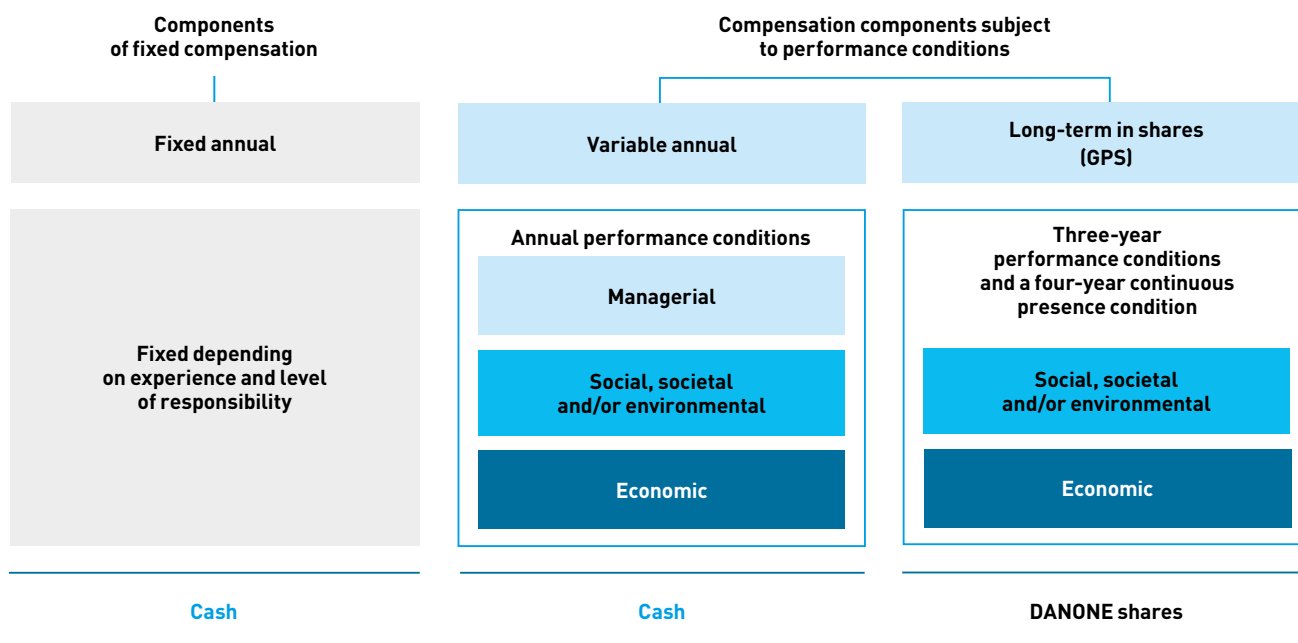 Components
of fixed compensation
Compensation components subject
to performance conditions
Fixed annual
Variable annual
Long-term in shares
(GPS)
Fixed depending
on experience and level
of responsibility
Annual performance conditions
Managerial
Social, societal
and/or environmental
Economic
Three-year
performance conditions
and a four-year continuous
presence condition
Social, societal
and/or environmental
Economic
Cash
Cash
DANONE shares